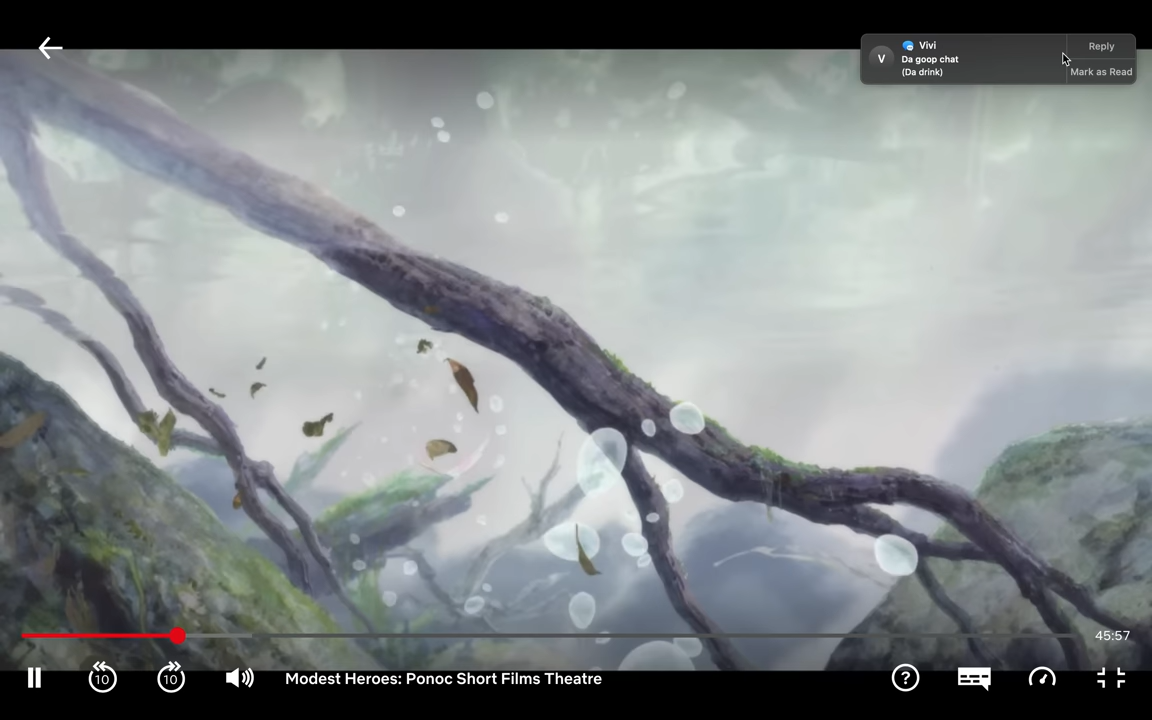 V
Vivi
Da goop chat
(Da drink)
Reply
Mark as Read
45:57
10
10
Modest Heroes: Ponoc Short Films Theatre
?